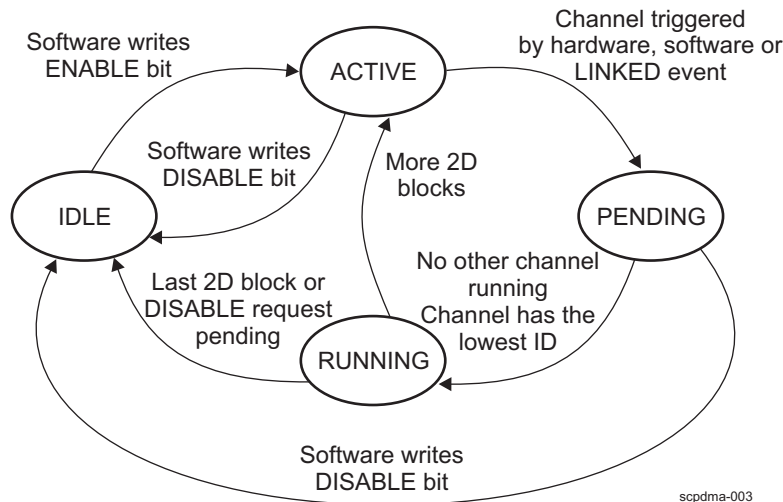 Software writes
ENABLE bit
ACTIVE
Channel triggered
by hardware, software or
LINKED event
Software writes
DISABLE bit
More 2D
blocks
IDLE
PENDING
Last 2D block or
DISABLE request
pending
No other channel
running
Channel has the
lowest ID
RUNNING
Software writes
DISABLE bit
scpdma-003